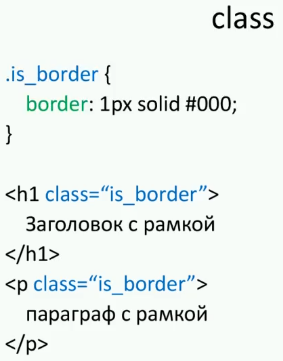 class
.is_border {
border: 1px solid #000;
}
<h1 class=“is_border”>
Заголовок с рамкой
</h1>
<p class=“is_border”>
параграф с рамкой
</p>